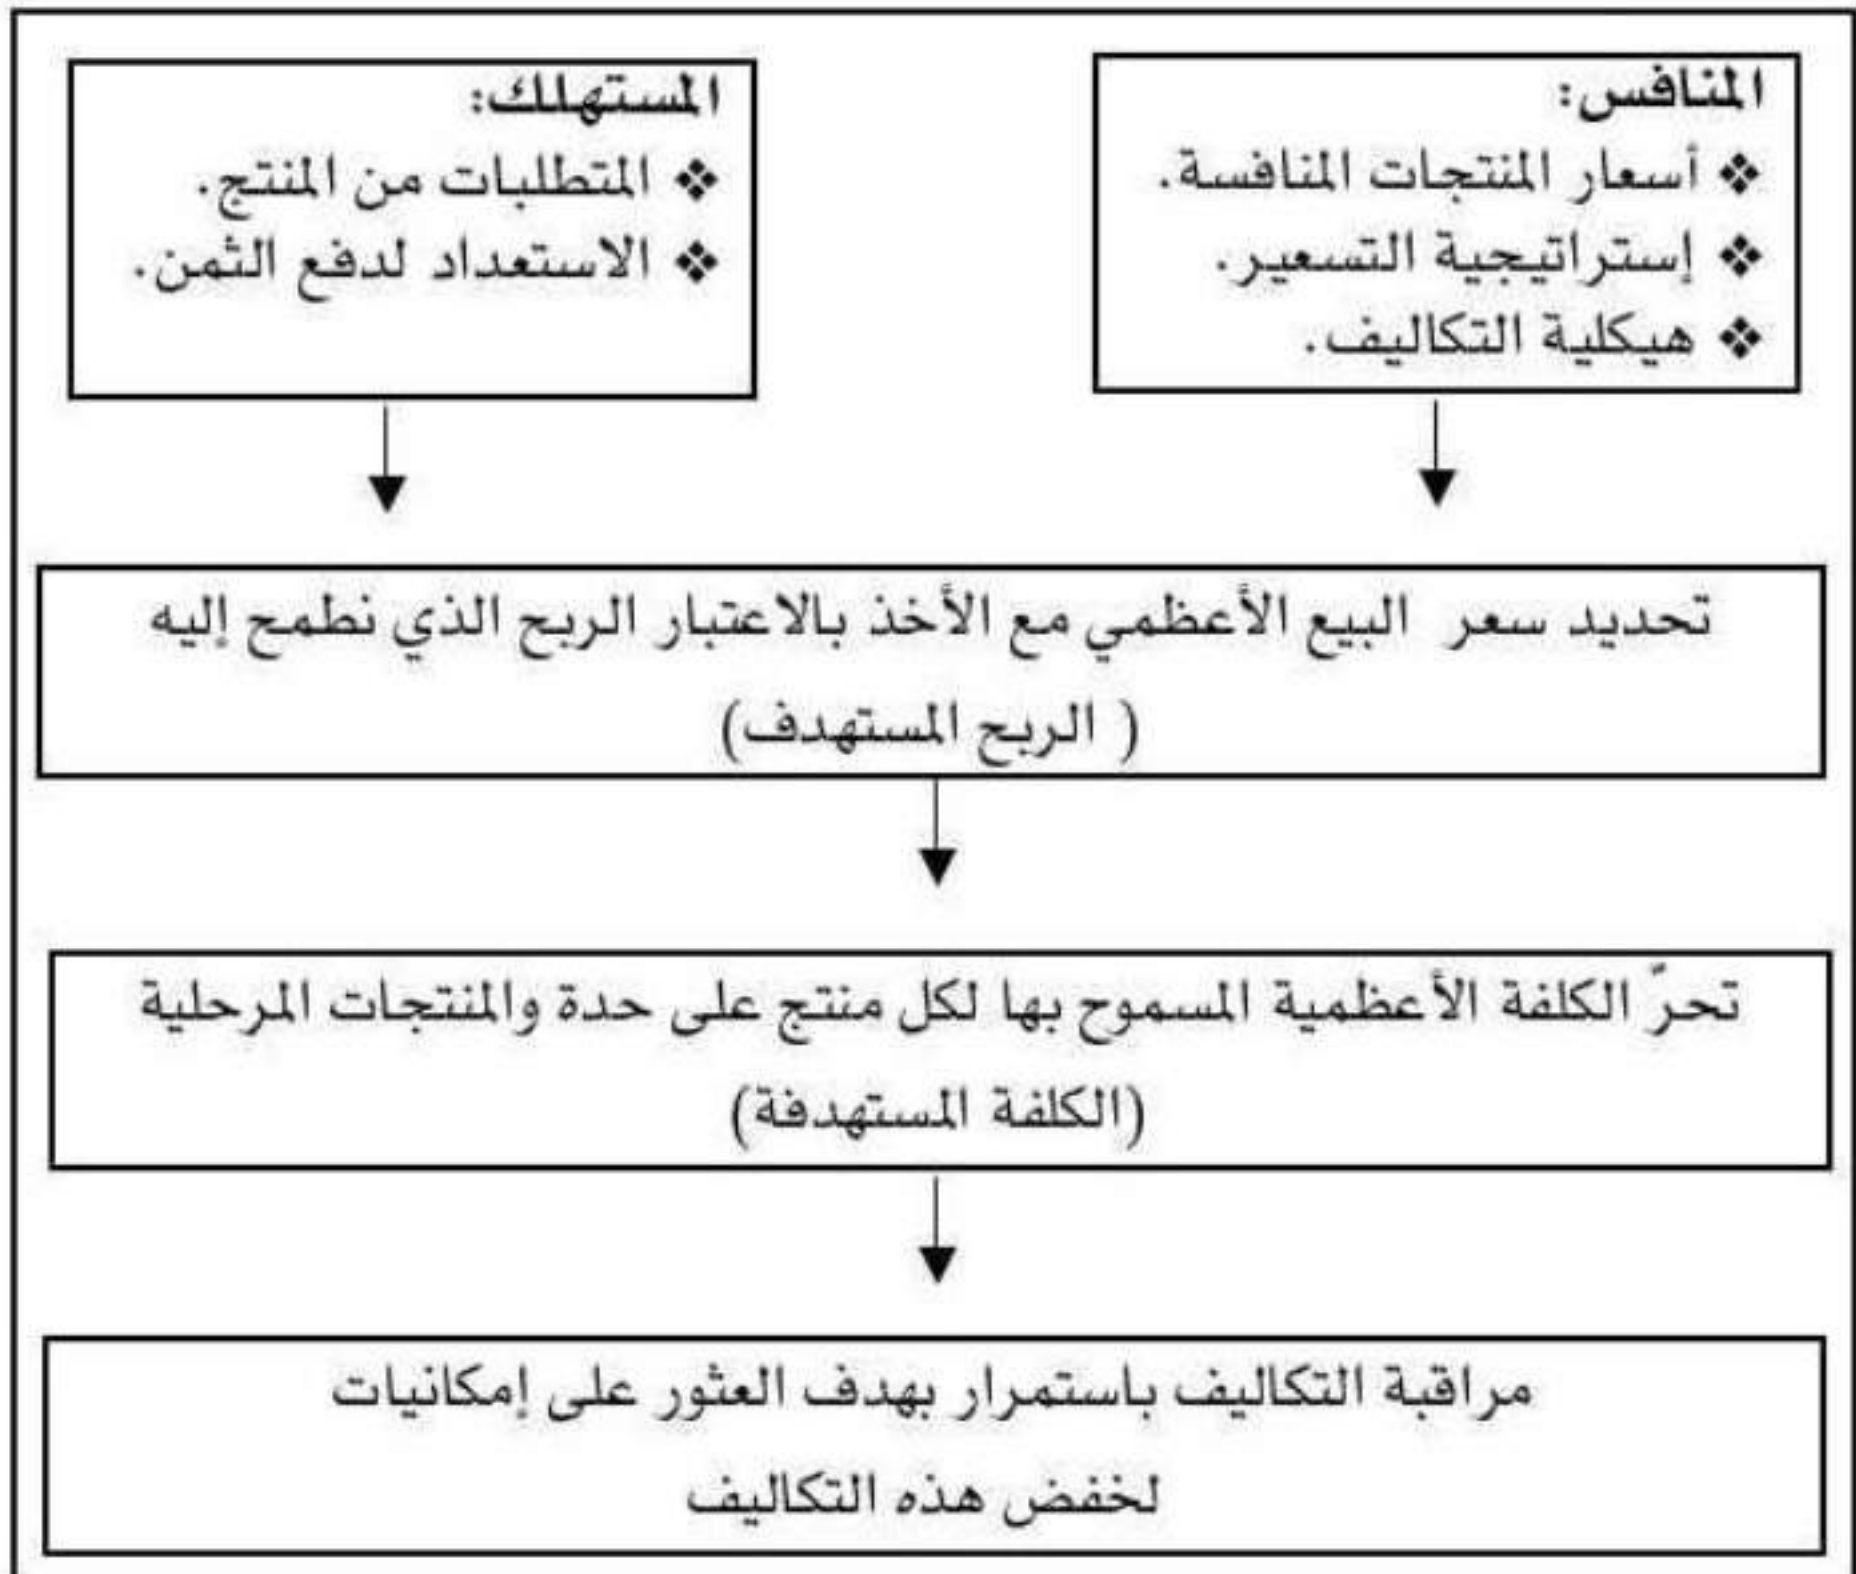 المنافس:
❖ أسعار المنتجات المنافسة.
❖ إستراتيجية التسعير.
❖ هيكلية التكاليف.
المستهلك:
❖ المتطلبات من المنتج.
❖ الاستعداد لدفع الثمن.
تحديد سعر البيع الأعظمي مع الأخذ بالاعتبار الربح الذي نطمح إليه
( الربح المستهدف)
تحرّ الكلفة الأعظمية المسموح بها لكل منتج على حدة والمنتجات المرحلية
(الكلفة المستهدفة)
مراقبة التكاليف باستمرار بهدف العثور على إمكانيات
لخفض هذه التكاليف